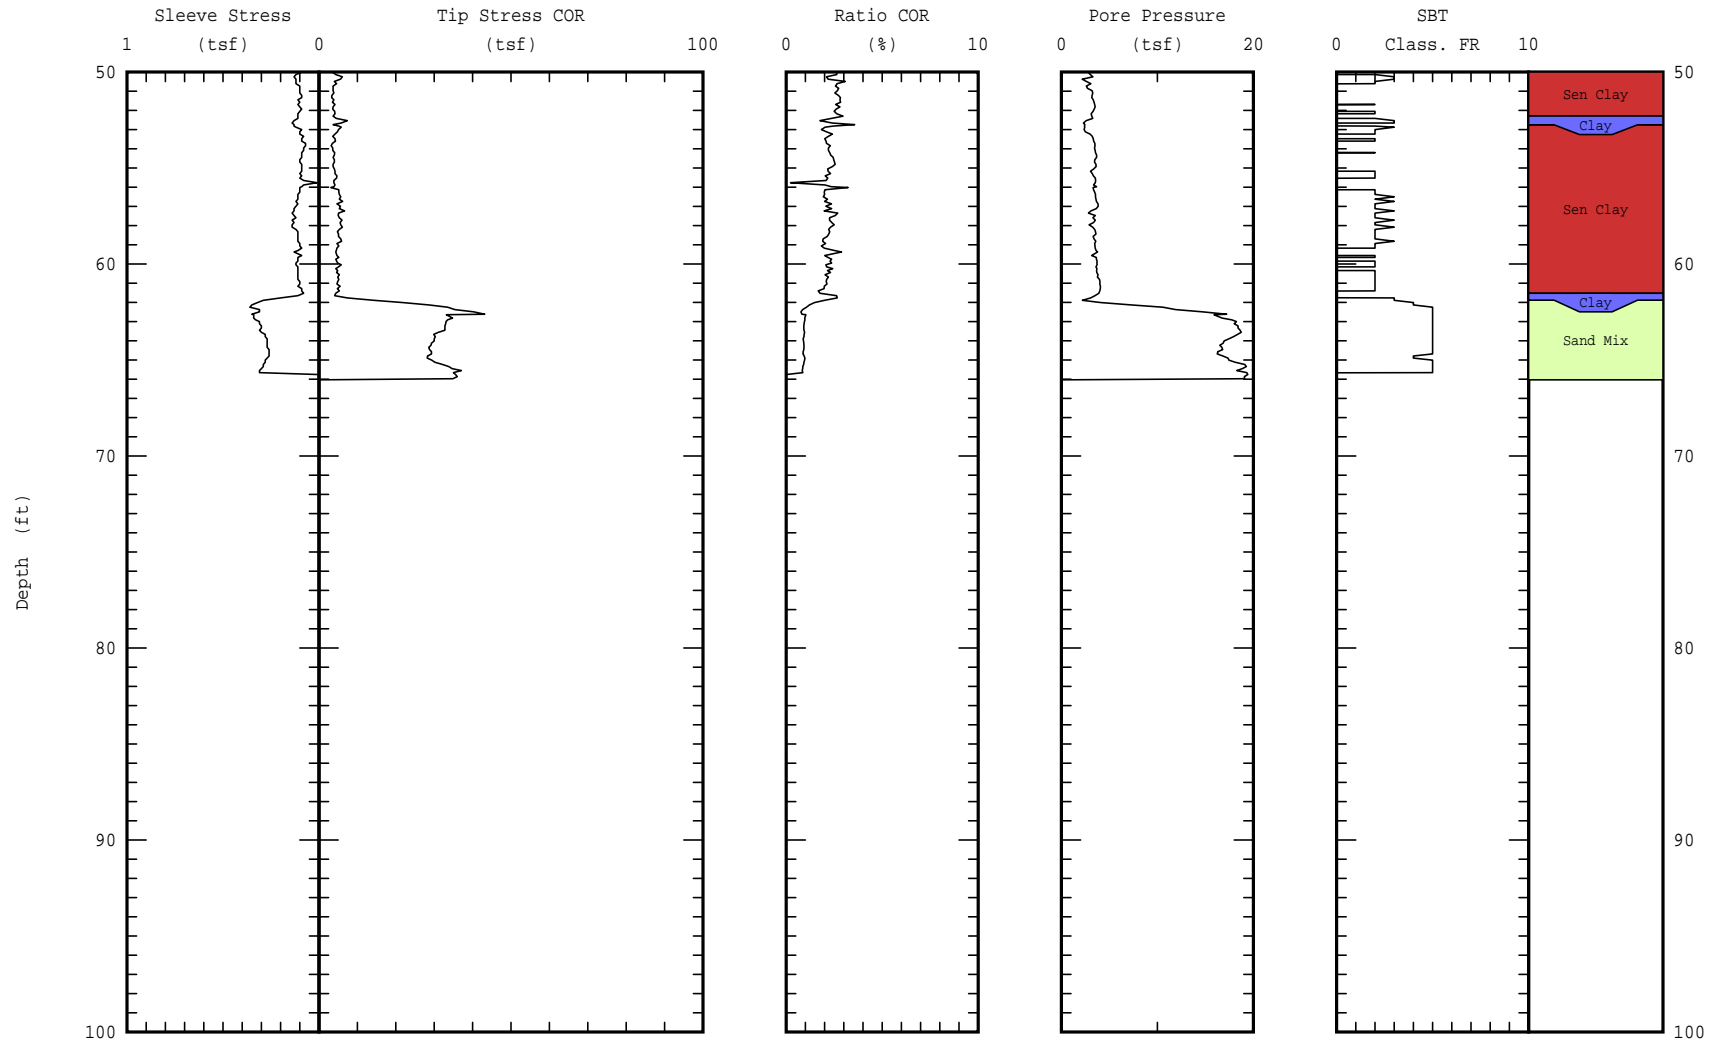 Sleeve Stress Tip Stress COR Ratio COR Pore Pressure SBT
1 (tsf) 0 (tsf) 100 0 (%) 10 0 (tsf) 20 0 Class. FR 10
50 50
Sen Clay
Clay
Sen Clay
60 60
Clay
Sand Mix
70 70
Depth (ft)
80 80
90 90
100 100